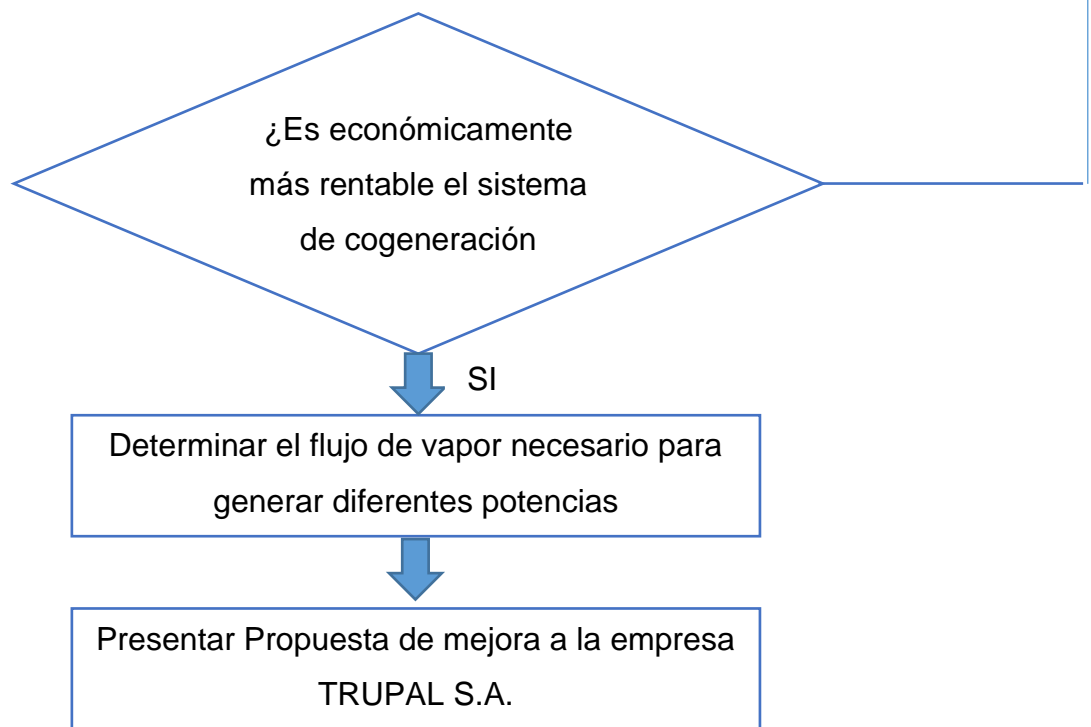 ¿Es económicamente
más rentable el sistema
de cogeneración
SI
Determinar el flujo de vapor necesario para
generar diferentes potencias
Presentar Propuesta de mejora a la empresa
TRUPAL S.A.